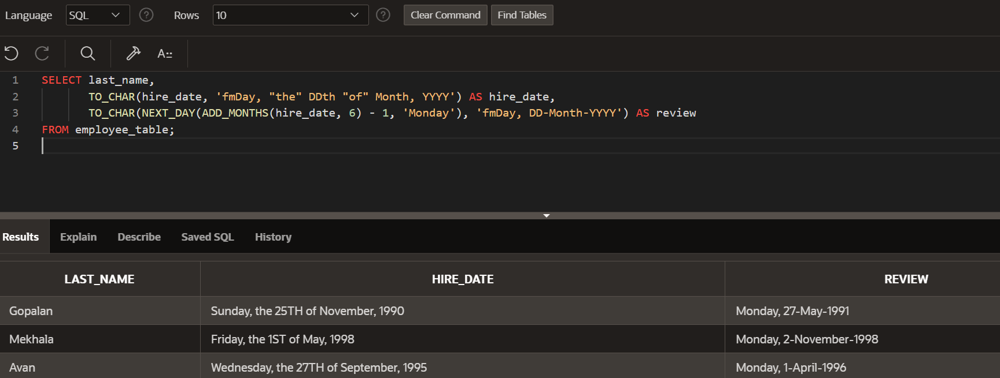 Language SQL ? Rows 10 ? Clear Command Find Tables
A::
1 SELECT last_name,
2 TO_CHAR(hire_date, 'fmDay, "the" DDth "of" Month, YYYY') AS hire_date,
3 TO_CHAR(NEXT_DAY(ADD_MONTHS(hire_date, 6) - 1, 'Monday'), 'fmDay, DD-Month-YYYY') AS review
4 FROM employee_table;
5
Results Explain Describe Saved SQL History
LAST_NAME HIRE_DATE REVIEW
Gopalan Sunday, the 25TH of November, 1990 Monday, 27-May-1991
Mekhala Friday, the 1ST of May, 1998 Monday, 2-November-1998
Avan Wednesday, the 27TH of September, 1995 Monday, 1-April-1996